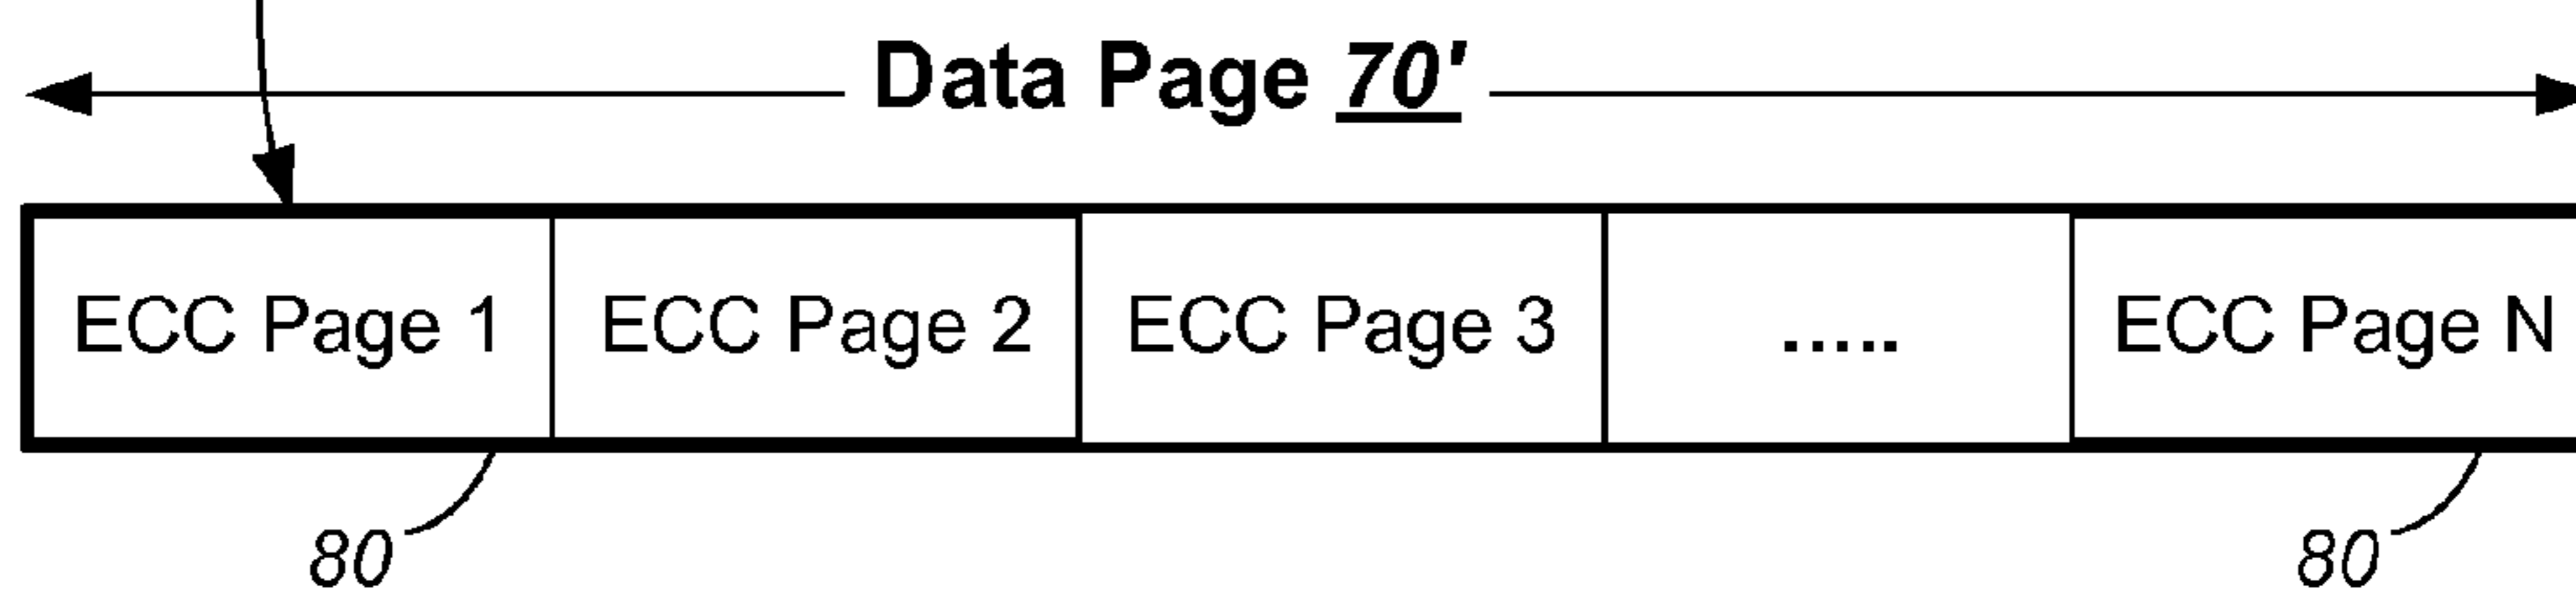 Data Page 70'
ECC Page 1 ECC Page 2 ECC Page 3 ..... ECC Page N
80 80